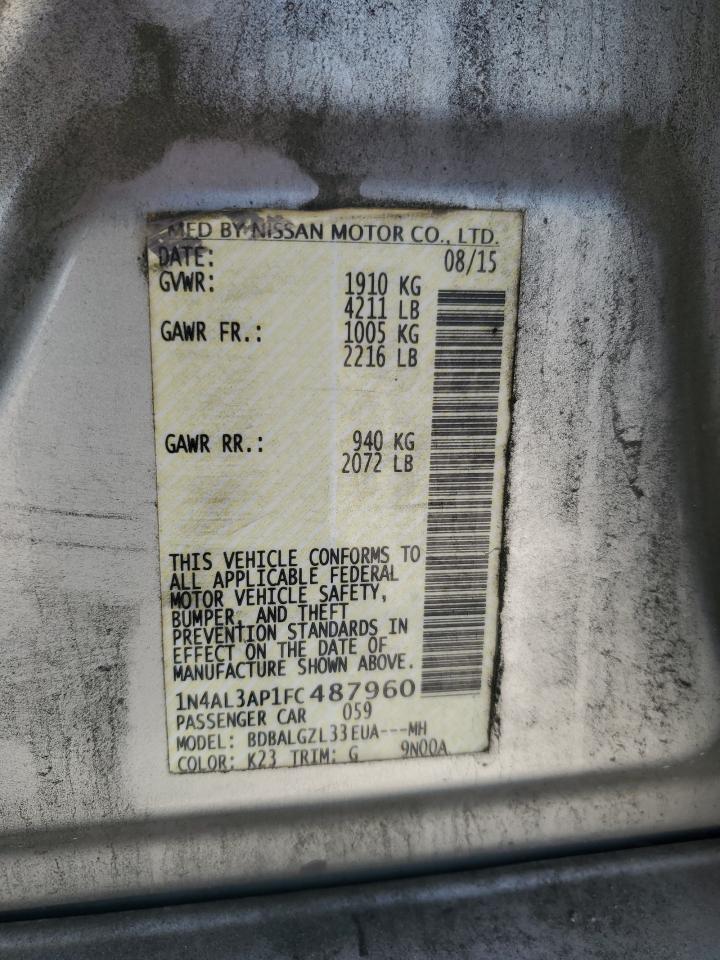 MFD BY NISSAN MOTOR CO., LTD.
DATE: 08/15
GVWR: 1910 KG
4211 LB
GAWR FR.: 1005 KG
2216 LB
GAWR RR.: 940 KG
2072 LB
THIS VEHICLE CONFORMS TO
ALL APPLICABLE FEDERAL
MOTOR VEHICLE SAFETY,
BUMPER, AND THEFT
PREVENTION STANDARDS IN
EFFECT ON THE DATE OF
MANUFACTURE SHOWN ABOVE.
1N4AL3AP1FC487960
PASSENGER CAR 059
MODEL: BDBALGZL33EUA---MH
COLOR: K23 TRIM: G 9N00A